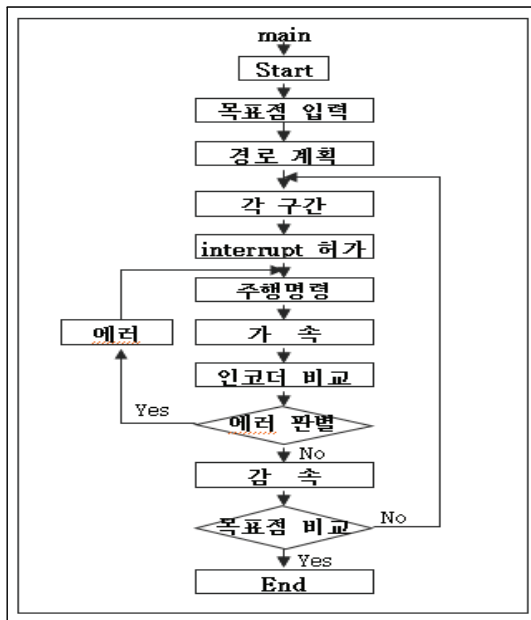 main
Start
목표점 입력
경로 계획
각 구간
interrupt 허가
주행명령
에러
가 속
인코더 비교
Yes
에러 판별
No
감 속
목표점 비교
No
Yes
End